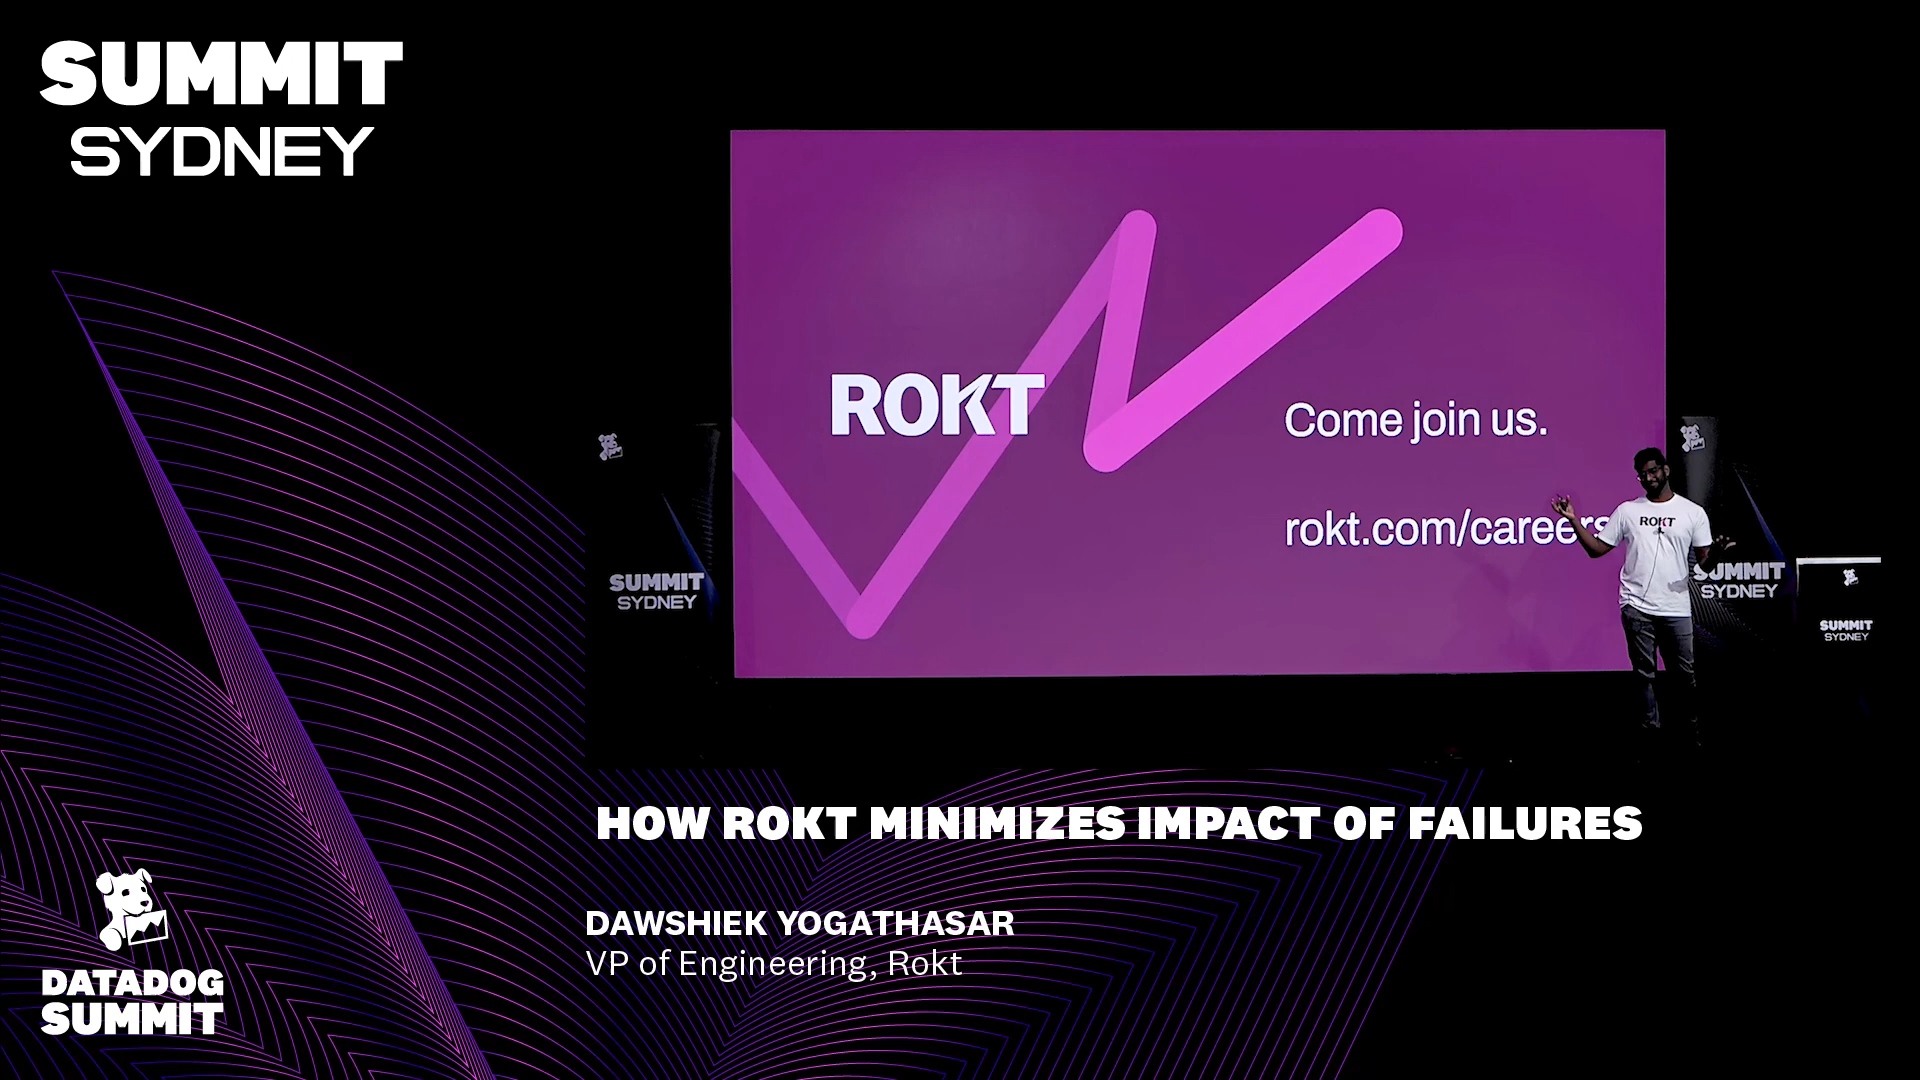 SUMMIT
SYDNEY
ROKT
Come join us.
rokt.com/careers
ROKT
SUMMIT
SYDNEY
SUMMIT
SYDNEY
SUMMIT
SYDNEY
HOW ROKT MINIMIZES IMPACT OF FAILURES
DAWSHIEK YOGATHASAR
VP of Engineering, Rokt
DATADOG
SUMMIT